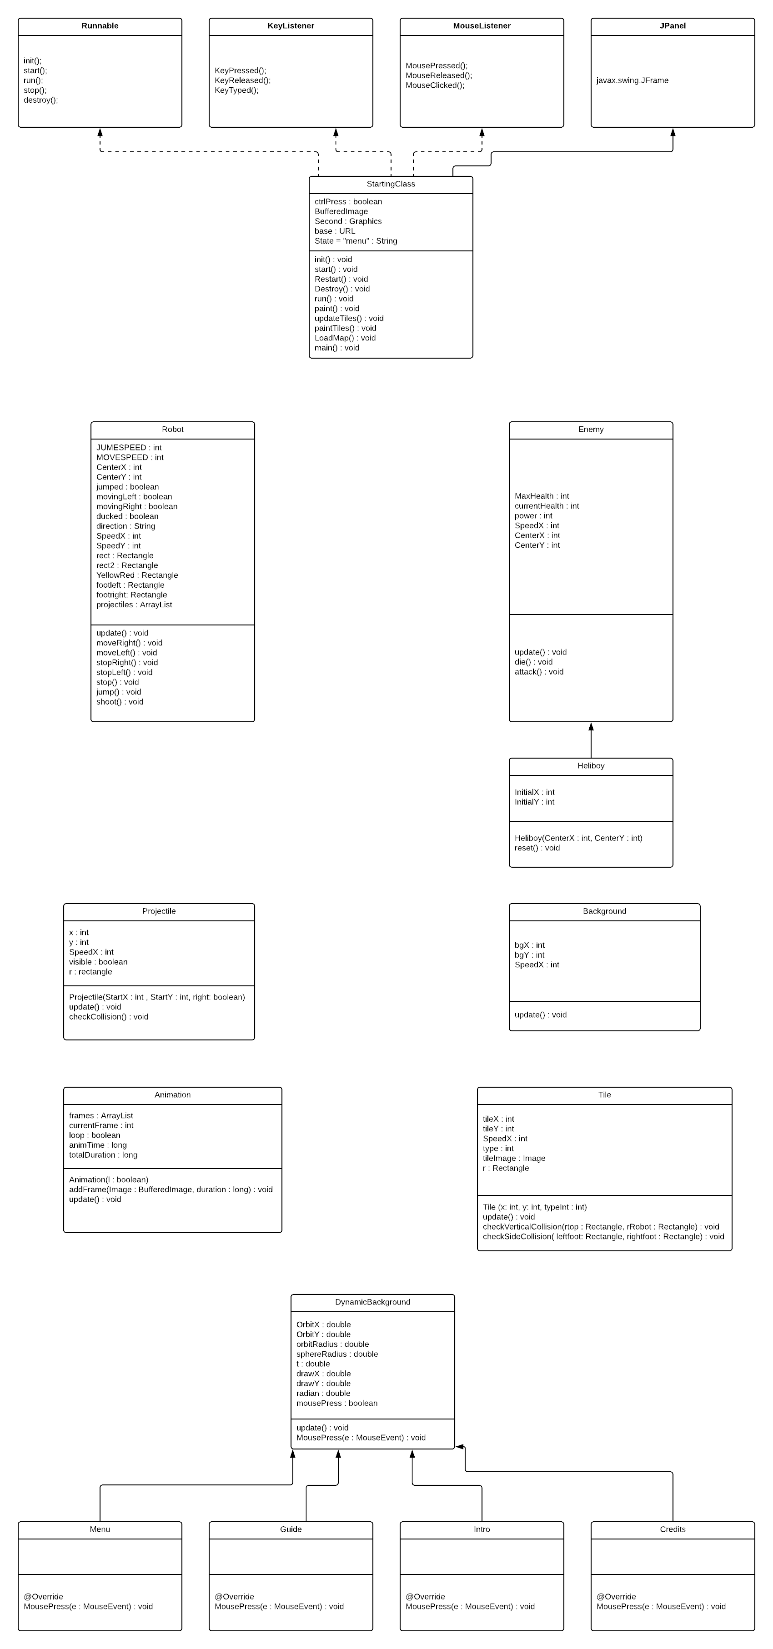 Runnable
init();
start();
run();
stop();
destroy();
KeyListener
KeyPressed();
KeyReleased();
KeyTyped();
MouseListener
MousePressed();
MouseReleased();
MouseClicked();
JPanel
javax.swing.JFrame
StartingClass
ctrlPress : boolean
BufferedImage
Second : Graphics
base : URL
State = "menu" : String
init() : void
start() : void
Restart() : void
Destroy() : void
run() : void
paint() : void
updateTiles() : void
paintTiles() : void
LoadMap() : void
main() : void
Robot
JUMESPEED : int
MOVESPEED : int
CenterX : int
CenterY : int
jumped : boolean
movingLeft : boolean
movingRight : boolean
ducked : boolean
direction : String
SpeedX : int
SpeedY : int
rect : Rectangle
rect2 : Rectangle
YellowRed : Rectangle
footleft : Rectangle
footright: Rectangle
projectiles : ArrayList
update() : void
moveRight() : void
moveLeft() : void
stopRight() : void
stopLeft() : void
stop() : void
jump() : void
shoot() : void
Enemy
MaxHealth : int
currentHealth : int
power : int
SpeedX : int
CenterX : int
CenterY : int
update() : void
die() : void
attack() : void
Heliboy
InitialX : int
InitialY : int
Heliboy(CenterX : int, CenterY : int)
reset() : void
Projectile
x : int
y : int
SpeedX : int
visible : boolean
r : rectangle
Projectile(StartX : int , StartY : int, right: boolean)
update() : void
checkCollision() : void
Background
bgX : int
bgY : int
SpeedX : int
update() : void
Animation
frames : ArrayList
currentFrame : int
loop : boolean
animTime : long
totalDuration : long
Animation(l : boolean)
addFrame(Image : BufferedImage, duration : long) : void
update() : void
Tile
tileX : int
tileY : int
SpeedX : int
type : int
tileImage : Image
r : Rectangle
Tile (x: int, y: int, typeInt : int)
update() : void
checkVerticalCollision(rtop : Rectangle, rRobot : Rectangle) : void
checkSideCollision( leftfoot: Rectangle, rightfoot : Rectangle) : void
DynamicBackground
OrbitX : double
OrbitY : double
orbitRadius : double
sphereRadius : double
t : double
drawX : double
drawY : double
radian : double
mousePress : boolean
update() : void
MousePress(e : MouseEvent) : void
Menu
@Override
MousePress(e : MouseEvent) : void
Guide
@Override
MousePress(e : MouseEvent) : void
Intro
@Override
MousePress(e : MouseEvent) : void
Credits
@Override
MousePress(e : MouseEvent) : void